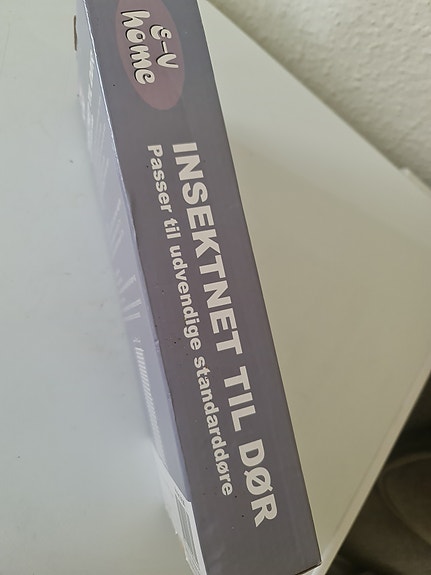 e-v
home
INSEKTNET TIL DØR
Passer til udvendige standarddøre